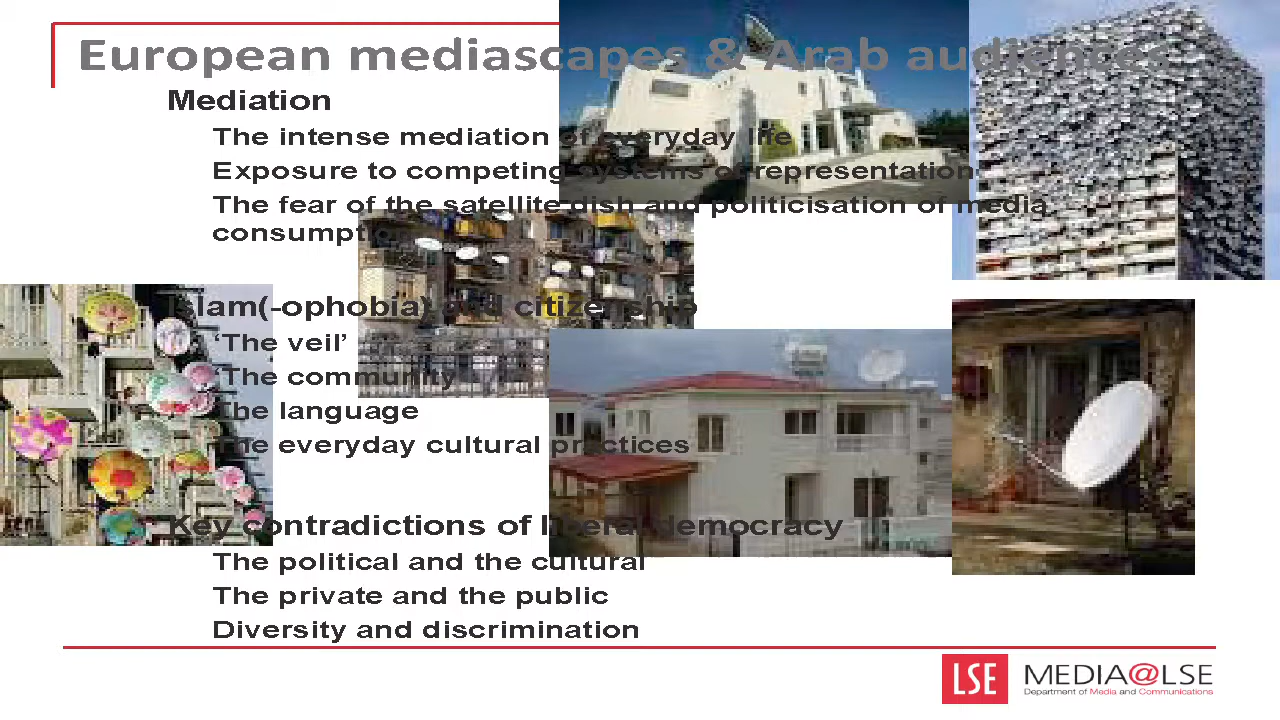 European mediascapes & Arab audiences
Mediation
The intense mediation of everyday life
Exposure to competing systems of representation
The fear of the satellite dish and politicisation of media
consumption
Islam(-ophobia) and citizenship
‘The veil’
‘The community’
The language
The everyday cultural practices
Key contradictions of liberal democracy
The political and the cultural
The private and the public
Diversity and discrimination
LSE
MEDIA@LSE
Department of Media and Communications